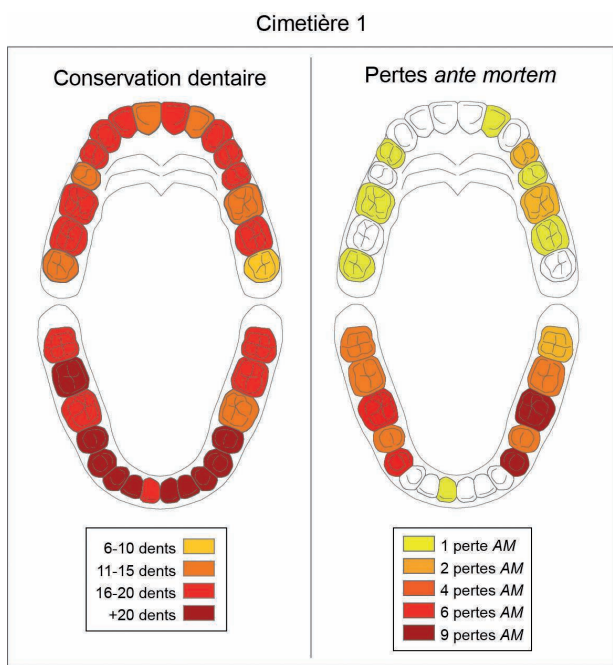 Cimetière 1
Conservation dentaire
Pertes ante mortem
6-10 dents
11-15 dents
16-20 dents
+20 dents
1 perte AM
2 pertes AM
4 pertes AM
6 pertes AM
9 pertes AM